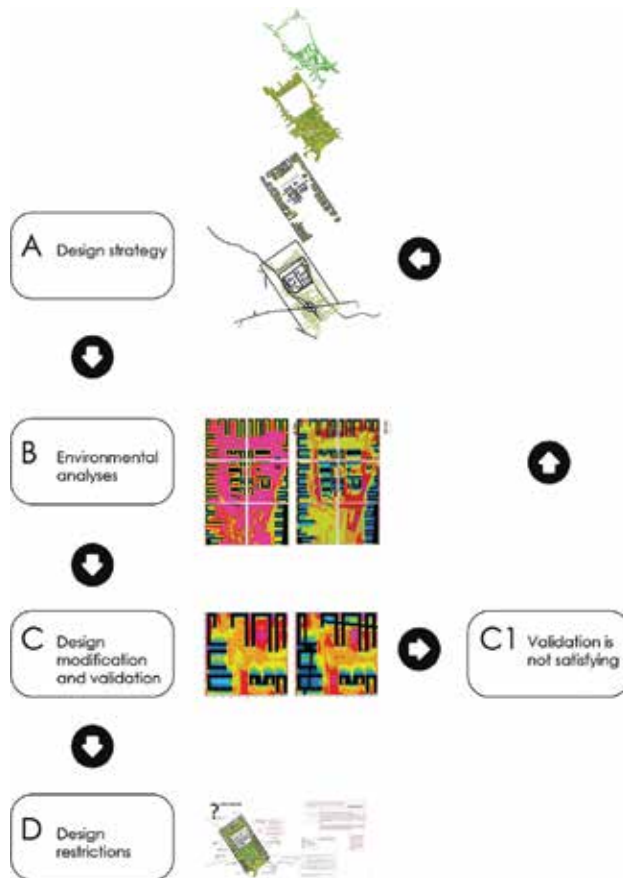 A Design strategy
B Environmental
analyses
C Design
modification
and validation
C1 Validation is
not satisfying
?
D Design
restrictions